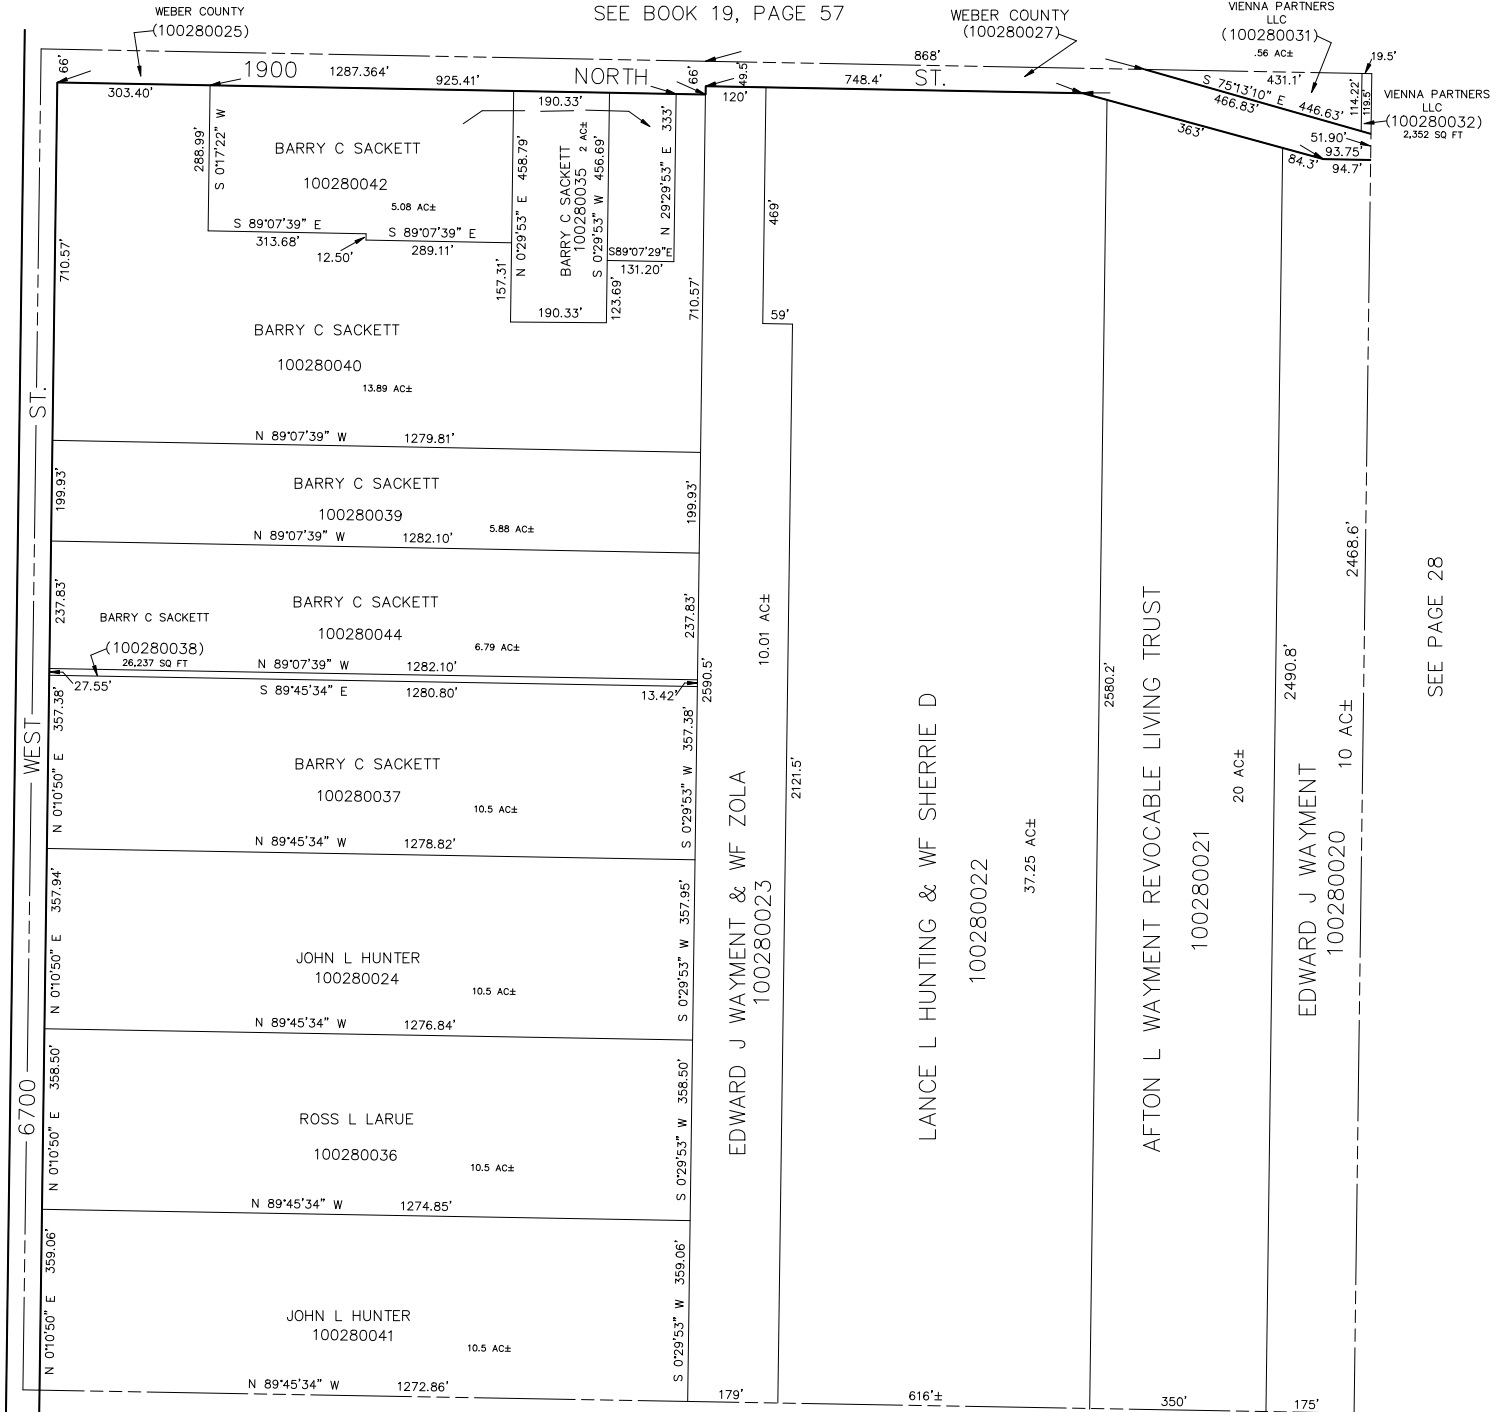 SEE BOOK 19, PAGE 57
WEBER COUNTY
(100280025)
WEBER COUNTY
(100280027)
VIENNA PARTNERS
LLC
(100280031)
.56 AC±
19.5'
868'
66'
1900
1287.364'
925.41'
NORTH
66'
49.5'
748.4'
ST.
S 75°13'10" E
431.1'
466.83'
446.63'
114.22'
119.5'
VIENNA PARTNERS
LLC
(100280032)
2,352 SQ FT
303.40'
190.33'
120'
363'
51.90'
93.75'
84.3'
94.7'
288.99'
S 0°17'22" W
BARRY C SACKETT
100280042
5.08 AC±
S 89°07'39" E
313.68'
12.50'
S 89°07'39" E
289.11'
N 0°29'53" E 458.79'
157.31'
BARRY C SACKETT
100280035
2 AC±
S 0°29'53" W 456.69'
123.69'
190.33'
N 29°29'53" E 333'
S89°07'29"E
131.20'
469'
59'
710.57'
710.57'
BARRY C SACKETT
100280040
13.89 AC±
N 89°07'39" W 1279.81'
ST.
199.93'
BARRY C SACKETT
100280039
5.88 AC±
199.93'
N 89°07'39" W 1282.10'
237.83'
BARRY C SACKETT
100280044
6.79 AC±
237.83'
BARRY C SACKETT
(100280038)
26,237 SQ FT
N 89°07'39" W 1282.10'
27.55'
S 89°45'34" E 1280.80'
13.42'
2590.5'
WEST
N 0°10'50" E 357.38'
BARRY C SACKETT
100280037
10.5 AC±
S 0°29'53" W 357.38'
N 89°45'34" W 1278.82'
N 0°10'50" E 357.94'
JOHN L HUNTER
100280024
10.5 AC±
S 0°29'53" W 357.95'
N 89°45'34" W 1276.84'
6700
N 0°10'50" E 358.50'
ROSS L LARUE
100280036
10.5 AC±
S 0°29'53" W 358.50'
N 89°45'34" W 1274.85'
N 0°10'50" E 359.06'
JOHN L HUNTER
100280041
10.5 AC±
S 0°29'53" W 359.06'
N 89°45'34" W 1272.86'
EDWARD J WAYMENT & WF ZOLA
100280023
10.01 AC±
2121.5'
179'
LANCE L HUNTING & WF SHERRIE D
100280022
37.25 AC±
616'±
2580.2'
AFTON L WAYMENT REVOCABLE LIVING TRUST
100280021
20 AC±
350'
2490.8'
EDWARD J WAYMENT
100280020
10 AC±
175'
2468.6'
SEE PAGE 28